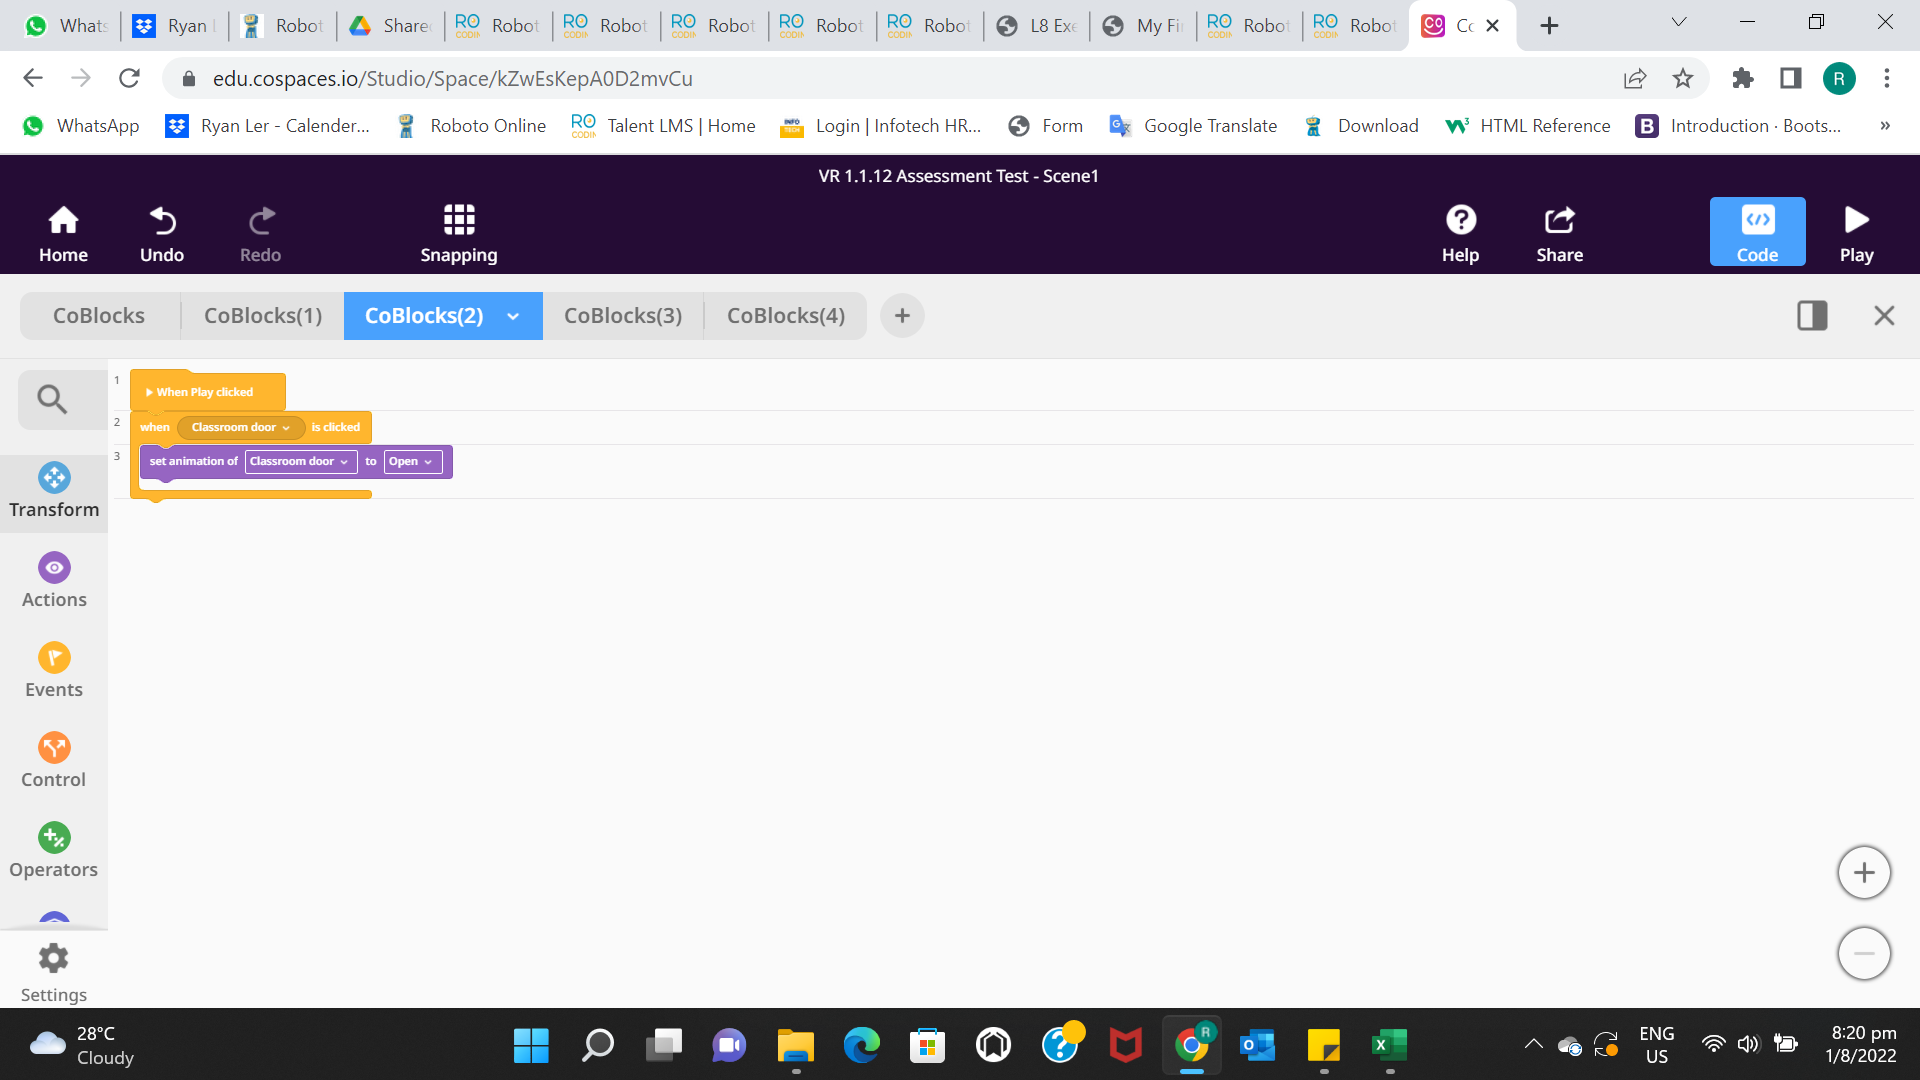 Whats Ryan Robot Share Robot Robot Robot Robot Robot L8 Exe My Fi Robot Robot Co
edu.cospaces.io/Studio/Space/kZwEsKepA0D2mvCu
R
WhatsApp Ryan Ler - Calender... Roboto Online Talent LMS | Home Login | Infotech HR... Form Google Translate Download HTML Reference Introduction · Boots... »
VR 1.1.12 Assessment Test - Scene1
Home Undo Redo Snapping Help Share Code Play
CoBlocks CoBlocks(1) CoBlocks(2) CoBlocks(3) CoBlocks(4) +
1 When Play clicked
2 when Classroom door is clicked
3 set animation of Classroom door to Open
Transform
Actions
Events
Control
Operators
Settings
28°C
Cloudy
ENG
US
8:20 pm
1/8/2022